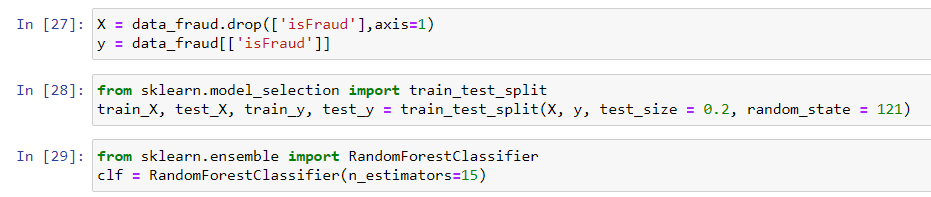 In [27]: X = data_fraud.drop(['isFraud'],axis=1)
y = data_fraud[['isFraud']]
In [28]: from sklearn.model_selection import train_test_split
train_X, test_X, train_y, test_y = train_test_split(X, y, test_size = 0.2, random_state = 121)
In [29]: from sklearn.ensemble import RandomForestClassifier
clf = RandomForestClassifier(n_estimators=15)